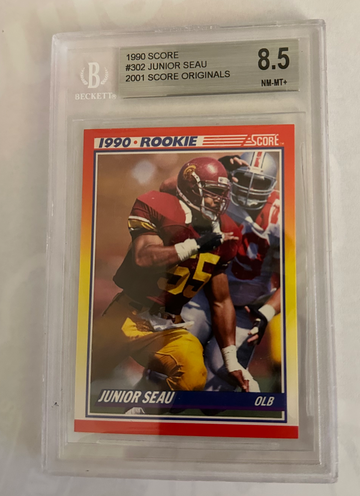 1990 SCORE
#302 JUNIOR SEAU
2001 SCORE ORIGINALS
8.5
NM-MT+
B
BECKETT
1990 • ROOKIE
SCORE
55
JUNIOR SEAU
OLB